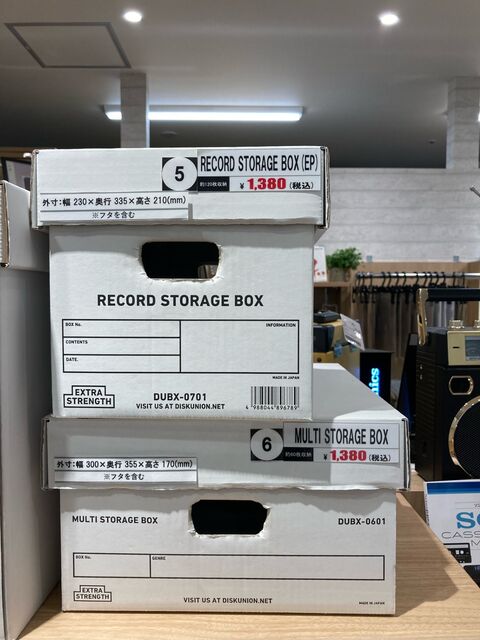 5
RECORD STORAGE BOX(EP)
約120枚収納
¥1,380(税込)
外寸:幅 230×奥行 335×高さ 210(mm)
※フタを含む
RECORD STORAGE BOX
BOX No.
INFORMATION
CONTENTS
DATE.
MADE IN JAPAN
EXTRA
STRENGTH
DUBX-0701
VISIT US AT DISKUNION.NET
4 988044 896789
6
MULTI STORAGE BOX
約60枚収納
¥1,380(税込)
外寸:幅 300×奥行 355×高さ 170(mm)
※フタを含む
MULTI STORAGE BOX
DUBX-0601
BOX No.
GENRE
EXTRA
STRENGTH
VISIT US AT DISKUNION.NET
MADE IN JAPAN
nics
CASS